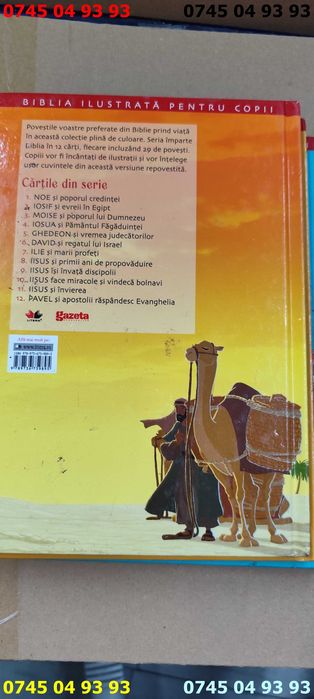 0745 04 93 93 0745 04 93 93
BIBLIA ILUSTRATĂ PENTRU COPII
Poveștile voastre preferate din Biblie prind viață
în această colecție plină de culoare. Seria împarte
Biblia în 12 cărți, fiecare incluzând 29 de povești.
Copiii vor fi încântați de ilustrații și vor înțelege
ușor cuvintele din această versiune repovestită.
Cărțile din serie
1. NOE și poporul credinței
2. IOSIF și evreii în Egipt
3. MOISE și poporul lui Dumnezeu
4. IOSUA și Pământul Făgăduinței
5. GHEDEON și vremea judecătorilor
6. DAVID și regatul lui Israel
7. ILIE și marii profeți
8. IISUS și primii ani de propovăduire
9. IISUS își învață discipolii
10. IISUS face miracole și vindecă bolnavi
11. IISUS și învierea
12. PAVEL și apostolii răspândesc Evanghelia
LITERA gazeta
0745 04 93 93 0745 04 93 93